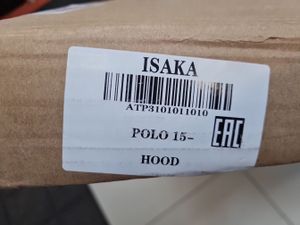 ISAKA
ATP3101011010
POLO 15-
EAC
HOOD